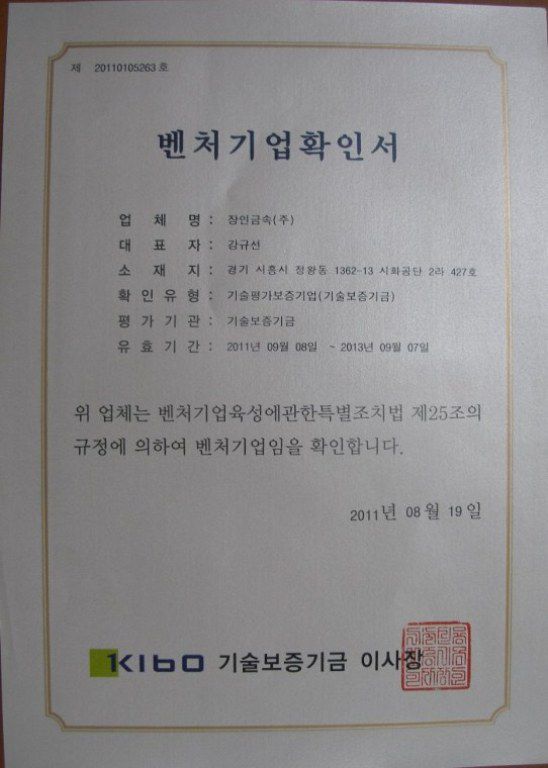 제 20110105263 호
벤처기업확인서
업 체 명 : 장인금속(주)
대 표 자 : 강규선
소 재 지 : 경기 시흥시 정왕동 1362-13 시화공단 2라 427호
확 인 유 형 : 기술평가보증기업(기술보증기금)
평 가 기 관 : 기술보증기금
유 효 기 간 : 2011년 09월 08일 ~ 2013년 09월 07일
위 업체는 벤처기업육성에관한특별조치법 제25조의
규정에 의하여 벤처기업임을 확인합니다.
2011년 08월 19일
KIBO 기술보증기금 이사장